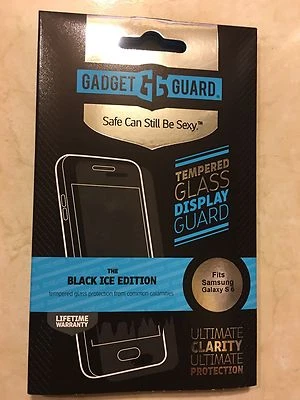 GADGET GG GUARD™
Safe Can Still Be Sexy.™
TEMPERED
GLASS
DISPLAY
GUARD
THE
BLACK ICE EDITION
tempered glass protection from common calamities
Fits
Samsung
Galaxy S 6
LIFETIME
WARRANTY
ULTIMATE
CLARITY
ULTIMATE
PROTECTION